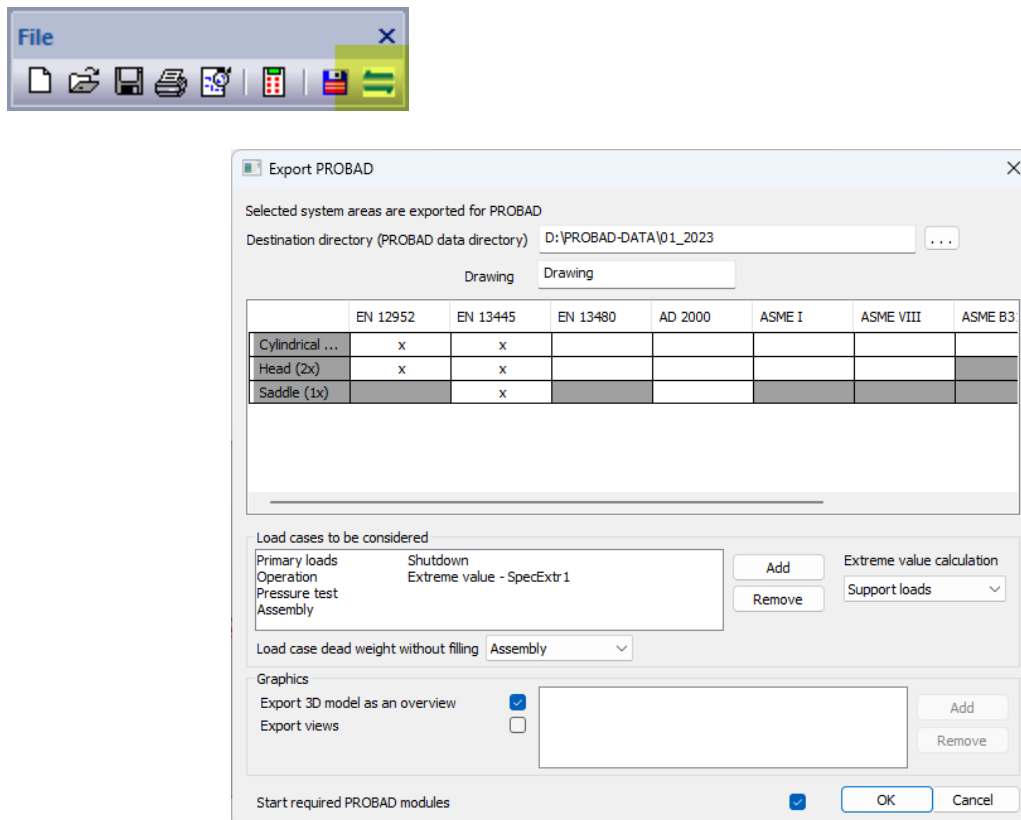 File
Export PROBAD
Selected system areas are exported for PROBAD
Destination directory (PROBAD data directory) D:\PROBAD-DATA\01_2023 ...
Drawing Drawing
EN 12952 EN 13445 EN 13480 AD 2000 ASME I ASME VIII ASME B3
Cylindrical ... x x
Head (2x) x x
Saddle (1x) x
Load cases to be considered
Primary loads Shutdown
Operation Extreme value - SpecExtr1
Pressure test
Assembly
Add
Remove
Extreme value calculation
Support loads
Load case dead weight without filling Assembly
Graphics
Export 3D model as an overview
Export views
Add
Remove
Start required PROBAD modules OK Cancel